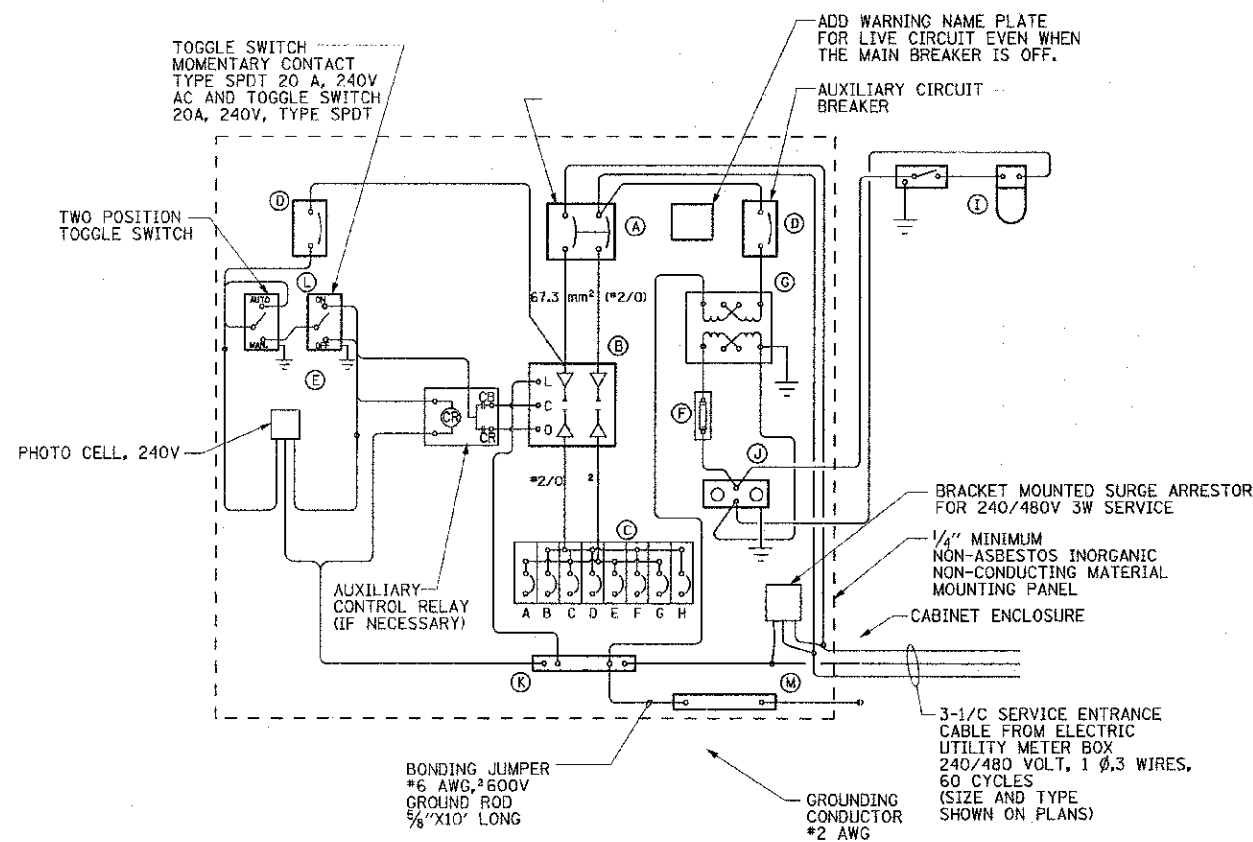 ADD WARNING NAME PLATE
FOR LIVE CIRCUIT EVEN WHEN
THE MAIN BREAKER IS OFF.
TOGGLE SWITCH
MOMENTARY CONTACT
TYPE SPDT 20 A, 240V
AC AND TOGGLE SWITCH
20A, 240V, TYPE SPDT
AUXILIARY CIRCUIT
BREAKER
TWO POSITION
TOGGLE SWITCH
D
A
D
I
L
G
AUTO
MAN.
ON
OFF
67.3 mm² (#2/0)
B
E
L
C
O
CB
CR
CR
F
PHOTO CELL, 240V
J
#2/0
2
C
BRACKET MOUNTED SURGE ARRESTOR
FOR 240/480V 3W SERVICE
1/4" MINIMUM
NON-ASBESTOS INORGANIC
NON-CONDUCTING MATERIAL
MOUNTING PANEL
AUXILIARY
CONTROL RELAY
(IF NECESSARY)
A B C D E F G H
CABINET ENCLOSURE
K
M
3-1/C SERVICE ENTRANCE
CABLE FROM ELECTRIC
UTILITY METER BOX
240/480 VOLT, 1 Ø,3 WIRES,
60 CYCLES
(SIZE AND TYPE
SHOWN ON PLANS)
BONDING JUMPER
#6 AWG,²600V
GROUND ROD
5/8"X10' LONG
GROUNDING
CONDUCTOR
#2 AWG